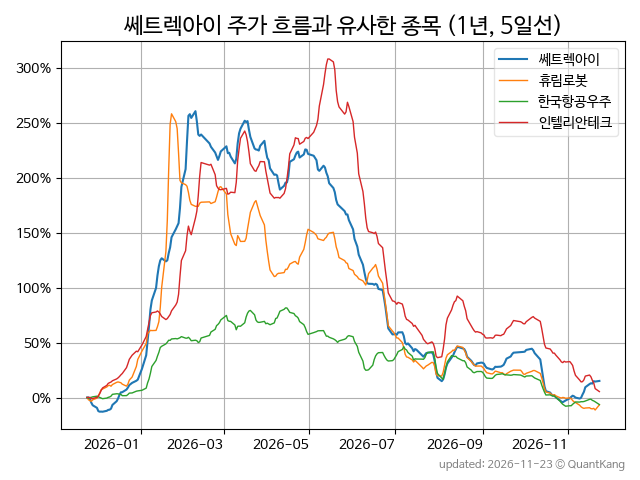 쎄트렉아이 주가 흐름과 유사한 종목 (1년, 5일선)
쎄트렉아이
휴림로봇
한국항공우주
인텔리안테크
300%
250%
200%
150%
100%
50%
0%
2026-01 2026-03 2026-05 2026-07 2026-09 2026-11
updated: 2026-11-23 © QuantKang